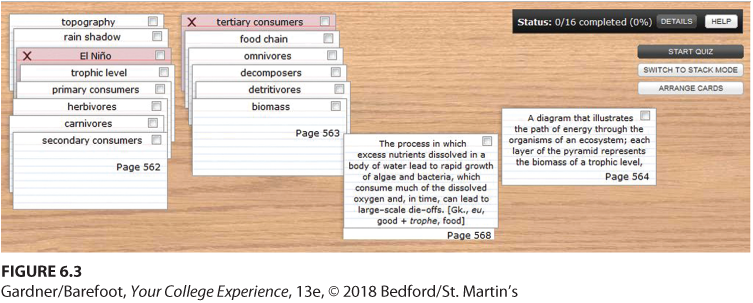 topography
rain shadow
X El Niño
trophic level
primary consumers
herbivores
carnivores
secondary consumers
Page 562
X tertiary consumers
food chain
omnivores
decomposers
detritivores
biomass
Page 563
The process in which
excess nutrients dissolved in a
body of water lead to rapid growth
of algae and bacteria, which
consume much of the dissolved
oxygen and, in time, can lead to
large-scale die-offs. [Gk., eu,
good + trophe, food]
Page 568
A diagram that illustrates
the path of energy through the
organisms of an ecosystem; each
layer of the pyramid represents
the biomass of a trophic level,
Page 564
Status: 0/16 completed (0%) DETAILS HELP
START QUIZ
SWITCH TO STACK MODE
ARRANGE CARDS
FIGURE 6.3
Gardner/Barefoot, Your College Experience, 13e, © 2018 Bedford/St. Martin's